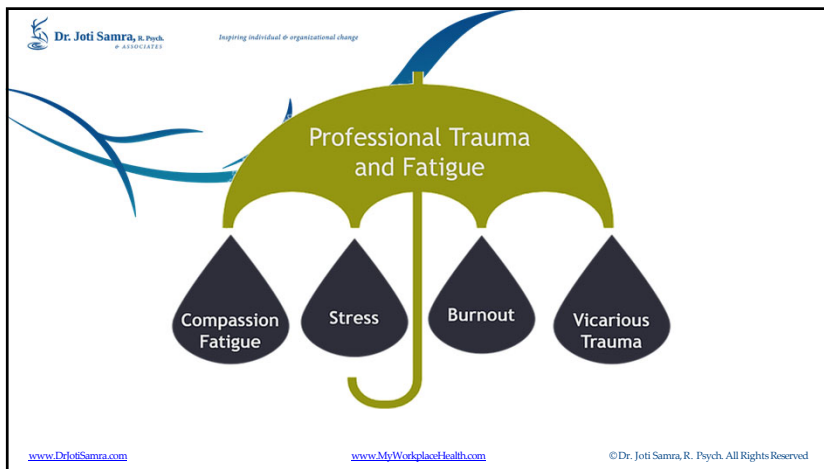 Dr. Joti Samra, R. Psych.
& ASSOCIATES
Inspiring individual & organizational change
Professional Trauma
and Fatigue
Compassion
Fatigue
Stress
Burnout
Vicarious
Trauma
www.DrJotiSamra.com
www.MyWorkplaceHealth.com
© Dr. Joti Samra, R. Psych. All Rights Reserved